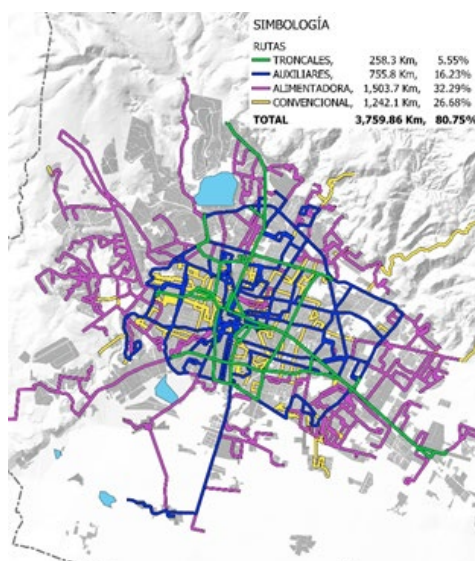 SIMBOLOGÍA
RUTAS
TRONCALES, 258.3 Km, 5.55%
AUXILIARES, 755.8 Km, 16.23%
ALIMENTADORA, 1,503.7 Km, 32.29%
CONVENCIONAL, 1,242.1 Km, 26.68%
TOTAL 3,759.86 Km, 80.75%